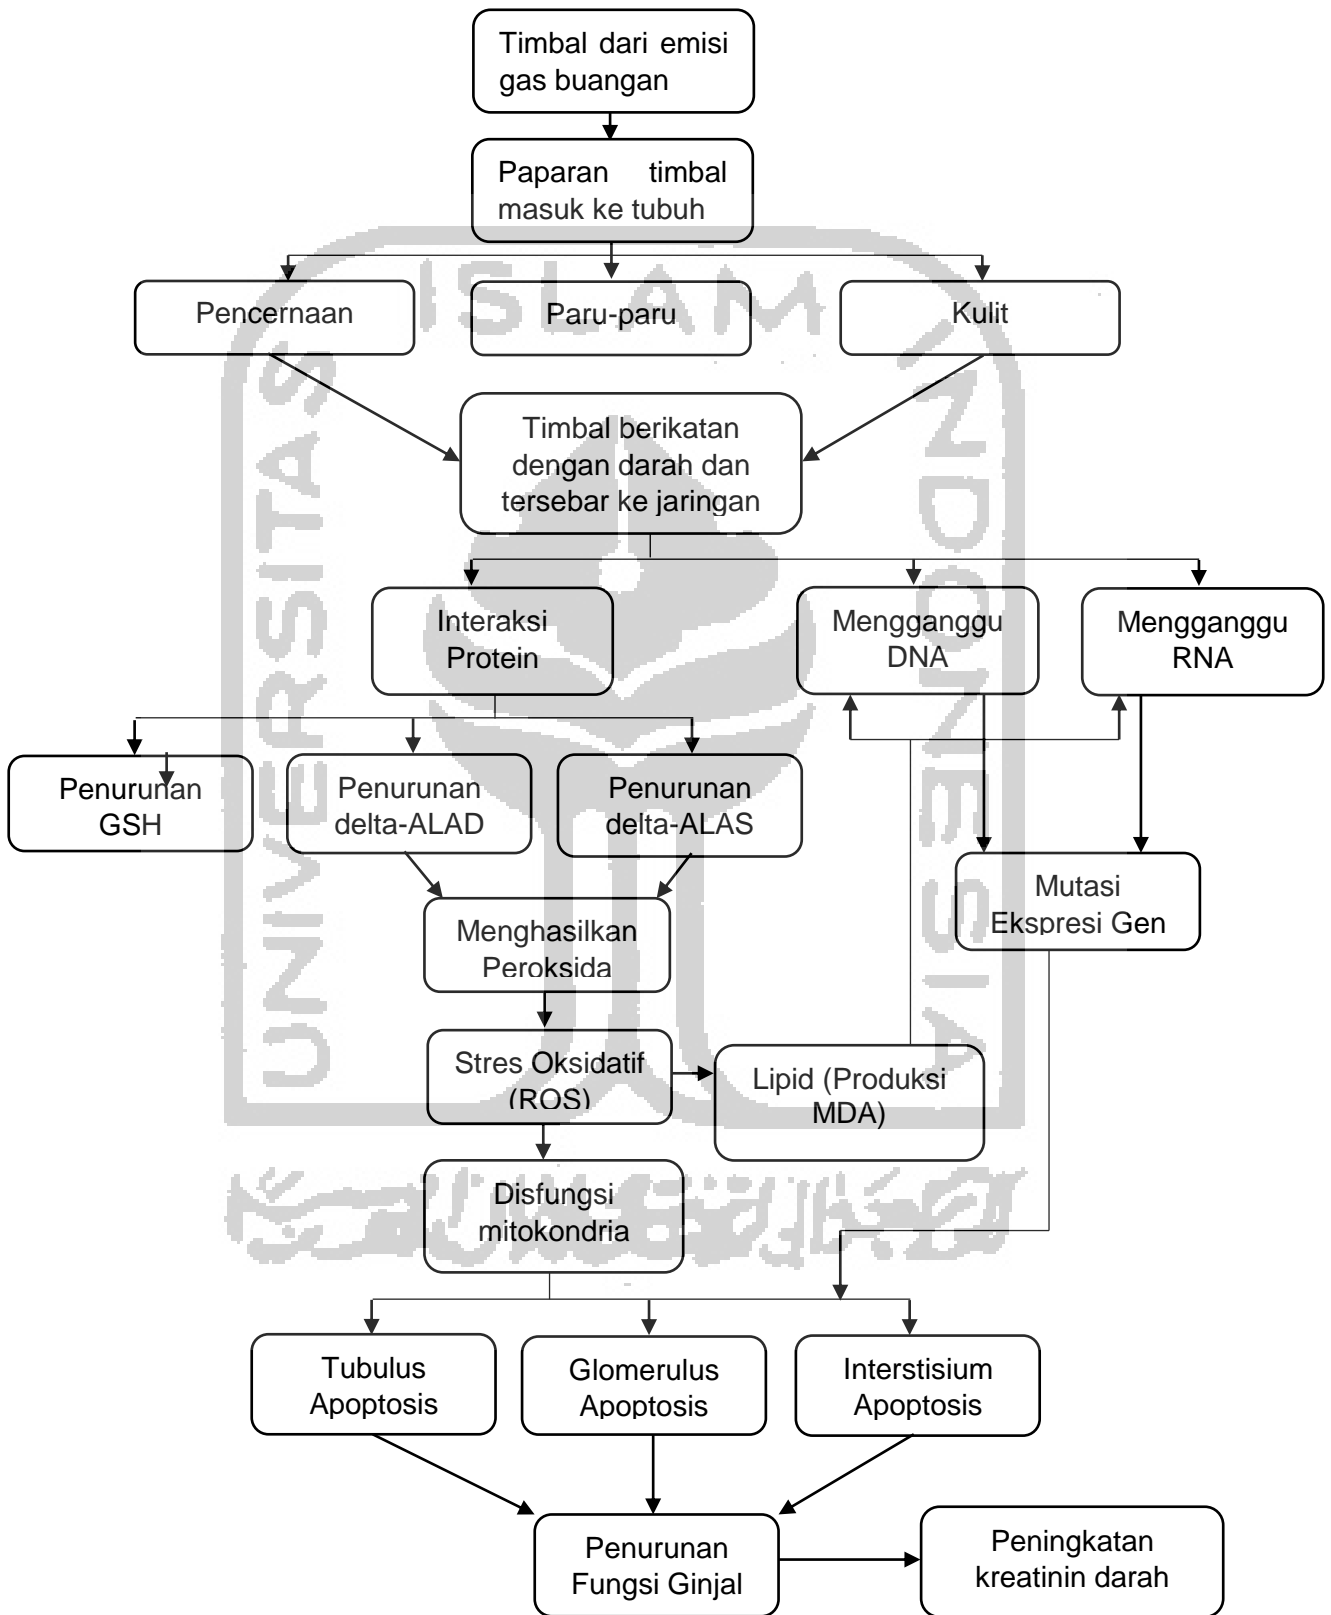 Timbal dari emisi
gas buangan
Paparan timbal
masuk ke tubuh
ISLAM
Pencernaan
Paru-paru
Kulit
UNIVERSITAS
INDONESIA
Timbal berikatan
dengan darah dan
tersebar ke jaringan
Interaksi
Protein
Mengganggu
DNA
Mengganggu
RNA
Penurunan
GSH
Penurunan
delta-ALAD
Penurunan
delta-ALAS
Mutasi
Ekspresi Gen
Menghasilkan
Peroksida
Stres Oksidatif
(ROS)
Lipid (Produksi
MDA)
Disfungsi
mitokondria
Tubulus
Apoptosis
Glomerulus
Apoptosis
Interstisium
Apoptosis
Penurunan
Fungsi Ginjal
Peningkatan
kreatinin darah